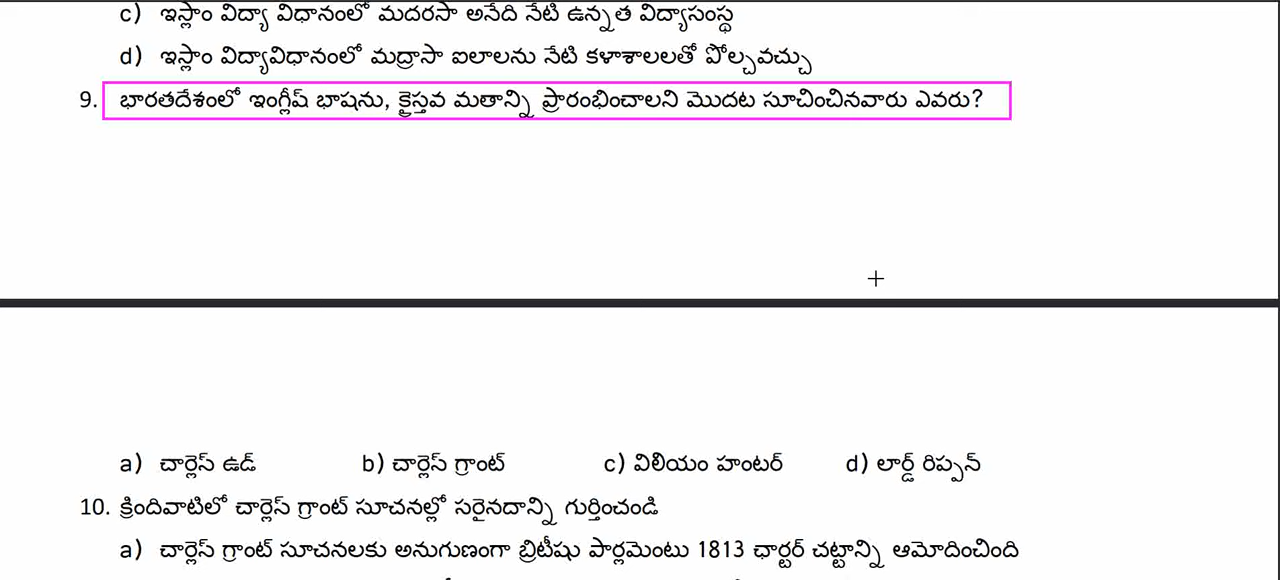 c) ఇస్లాం విద్యా విధానంలో మదరసా అనేది నేటి ఉన్నత విద్యాసంస్థ
d) ఇస్లాం విద్యావిధానంలో మద్రాసా ఐలాలను నేటి కళాశాలలతో పోల్చవచ్చు
9. భారతదేశంలో ఇంగ్లీష్ భాషను, క్రైస్తవ మతాన్ని ప్రారంభించాలని మొదట సూచించినవారు ఎవరు?
a) చార్లెస్ ఉడ్ b) చార్లెస్ గ్రాంట్ c) విలియం హంటర్ d) లార్డ్ రిప్పన్
10. క్రిందివాటిలో చార్లెస్ గ్రాంట్ సూచనల్లో సరైనదాన్ని గుర్తించండి
a) చార్లెస్ గ్రాంట్ సూచనలకు అనుగుణంగా బ్రిటీషు పార్లమెంటు 1813 ఛార్టర్ చట్టాన్ని ఆమోదించింది